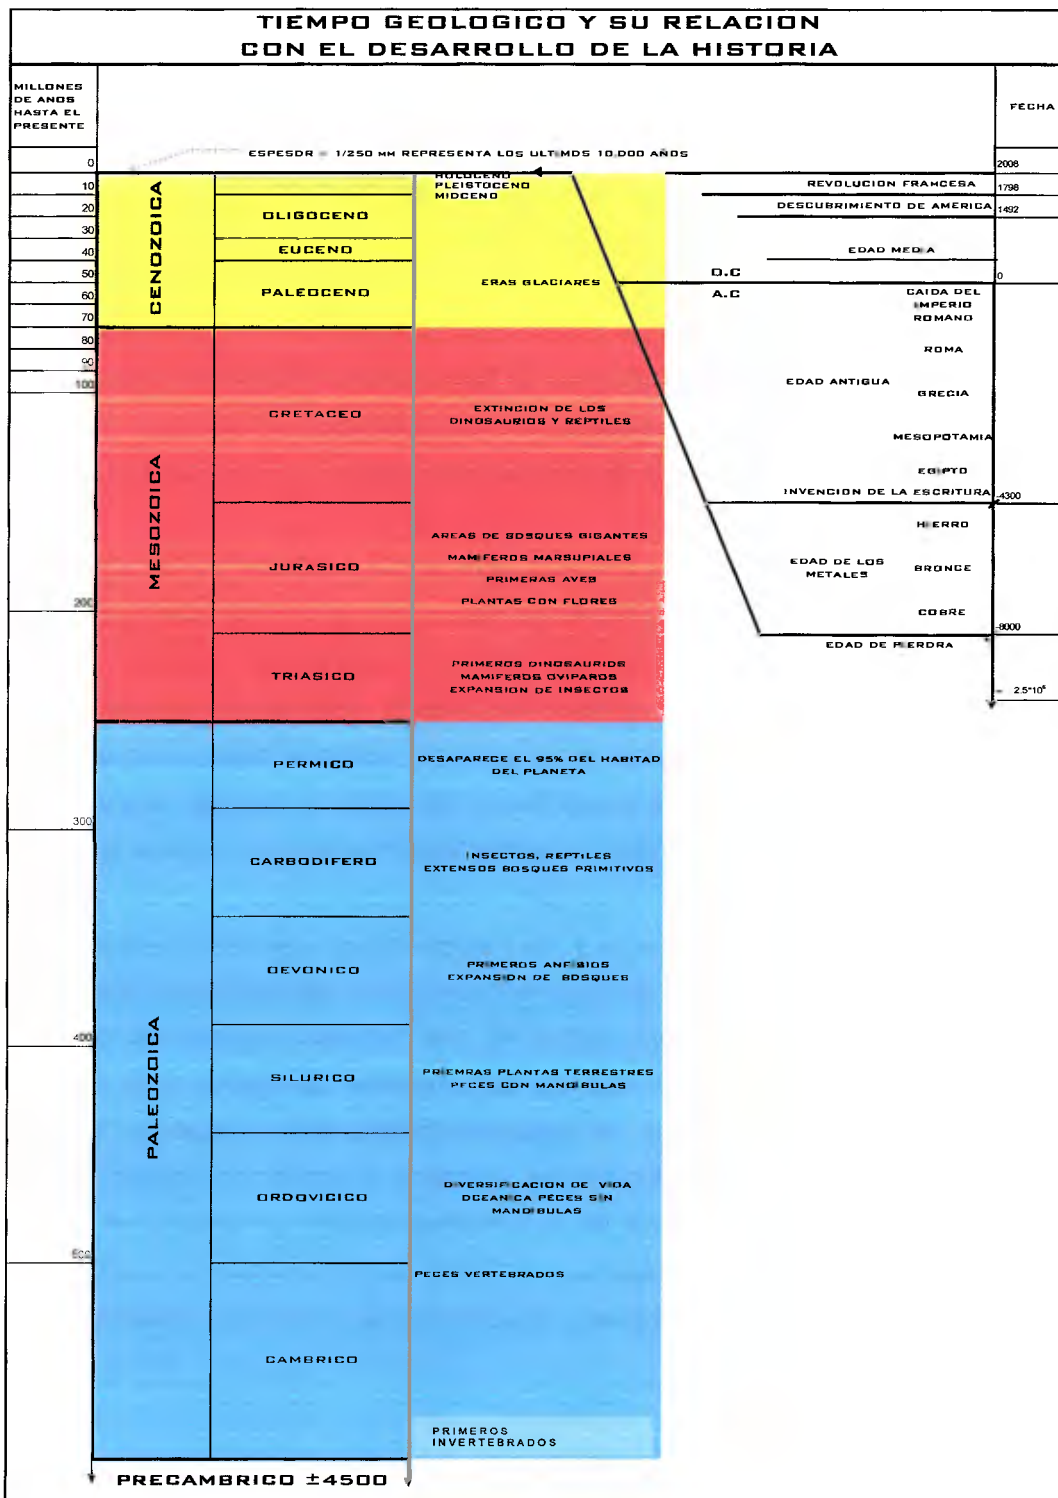 TIEMPO GEOLOGICO Y SU RELACION
CON EL DESARROLLO DE LA HISTORIA
MILLONES
DE ANOS
HASTA EL
PRESENTE
FECHA
ESPESOR = 1/250 MM REPRESENTA LOS ULTIMOS 10.000 AÑOS
0
10
20
30
40
50
60
70
80
90
100
200
300
400
500
CENOZOICA
OLIGOCENO
EUCENO
PALEOCENO
HOLOCENO
PLEISTOCENO
MIOCENO
ERAS GLACIARES
MESOZOICA
CRETACEO
EXTINCION DE LOS
DINOSAURIOS Y REPTILES
JURASICO
AREAS DE BOSQUES GIGANTES
MAMIFEROS MARSUPIALES
PRIMERAS AVES
PLANTAS CON FLORES
TRIASICO
PRIMEROS DINOSAURIOS
MAMIFEROS OVIPAROS
EXPANSION DE INSECTOS
PALEOZOICA
PERMICO
DESAPARECE EL 95% DEL HABITAD
DEL PLANETA
CARBODIFERO
INSECTOS, REPTILES
EXTENSOS BOSQUES PRIMITIVOS
DEVONICO
PRIMEROS ANFIBIOS
EXPANSION DE BOSQUES
SILURICO
PRIEMRAS PLANTAS TERRESTRES
PECES CON MANDIBULAS
ORDOVICICO
DIVERSIFICACION DE VIDA
OCEANICA PECES SIN
MANDIBULAS
PECES VERTEBRADOS
CAMBRICO
PRIMEROS
INVERTEBRADOS
PRECAMBRICO ±4500
2008
REVOLUCION FRANCESA
1798
DESCUBRIMIENTO DE AMERICA
1492
EDAD MEDIA
D.C
0
A.C
CAIDA DEL
IMPERIO
ROMANO
ROMA
EDAD ANTIGUA
GRECIA
MESOPOTAMIA
EGIPTO
INVENCION DE LA ESCRITURA
-4300
HIERRO
EDAD DE LOS
METALES
BRONCE
COBRE
-8000
EDAD DE PIERDRA
- 2.5*10⁶